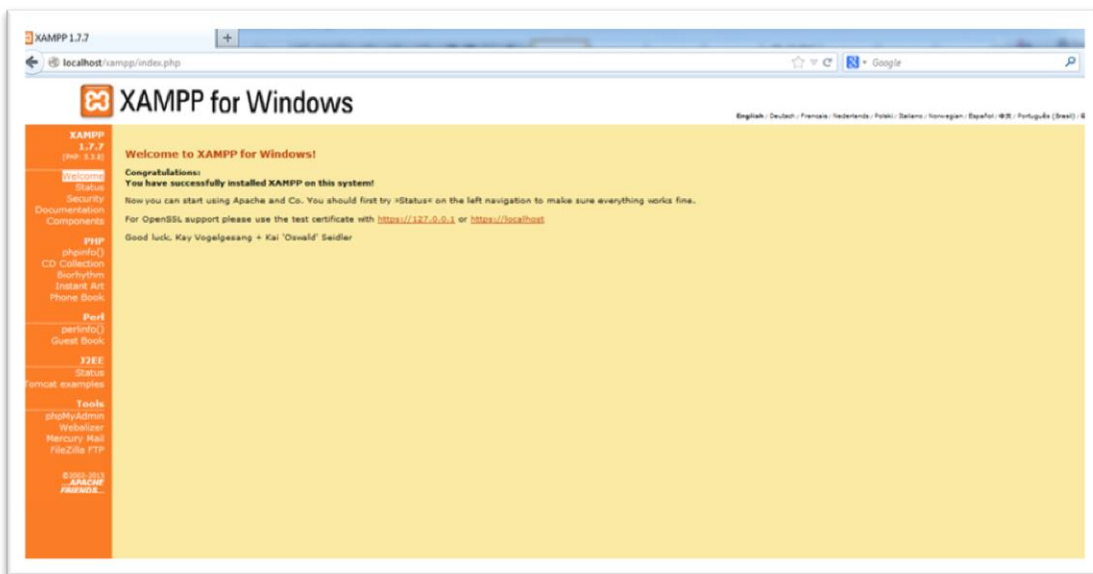 XAMPP 1.7.7
+
localhost/xampp/index.php
Google
XAMPP for Windows
English / Deutsch / Francais / Nederlands / Polski / Italiano / Norwegian / Español / 中文 / Português (Brasil) /
XAMPP
1.7.7
[PHP: 5.3.8]
Welcome
Status
Security
Documentation
Components
PHP
phpinfo()
CD Collection
Biorhythm
Instant Art
Phone Book
Perl
perlinfo()
Guest Book
J2EE
Status
Tomcat examples
Tools
phpMyAdmin
Webalizer
Mercury Mail
FileZilla FTP
©2002-2013
...APACHE
FRIENDS...
Welcome to XAMPP for Windows!
Congratulations:
You have successfully installed XAMPP on this system!
Now you can start using Apache and Co. You should first try »Status« on the left navigation to make sure everything works fine.
For OpenSSL support please use the test certificate with https://127.0.0.1 or https://localhost
Good luck, Kay Vogelgesang + Kai 'Oswald' Seidler